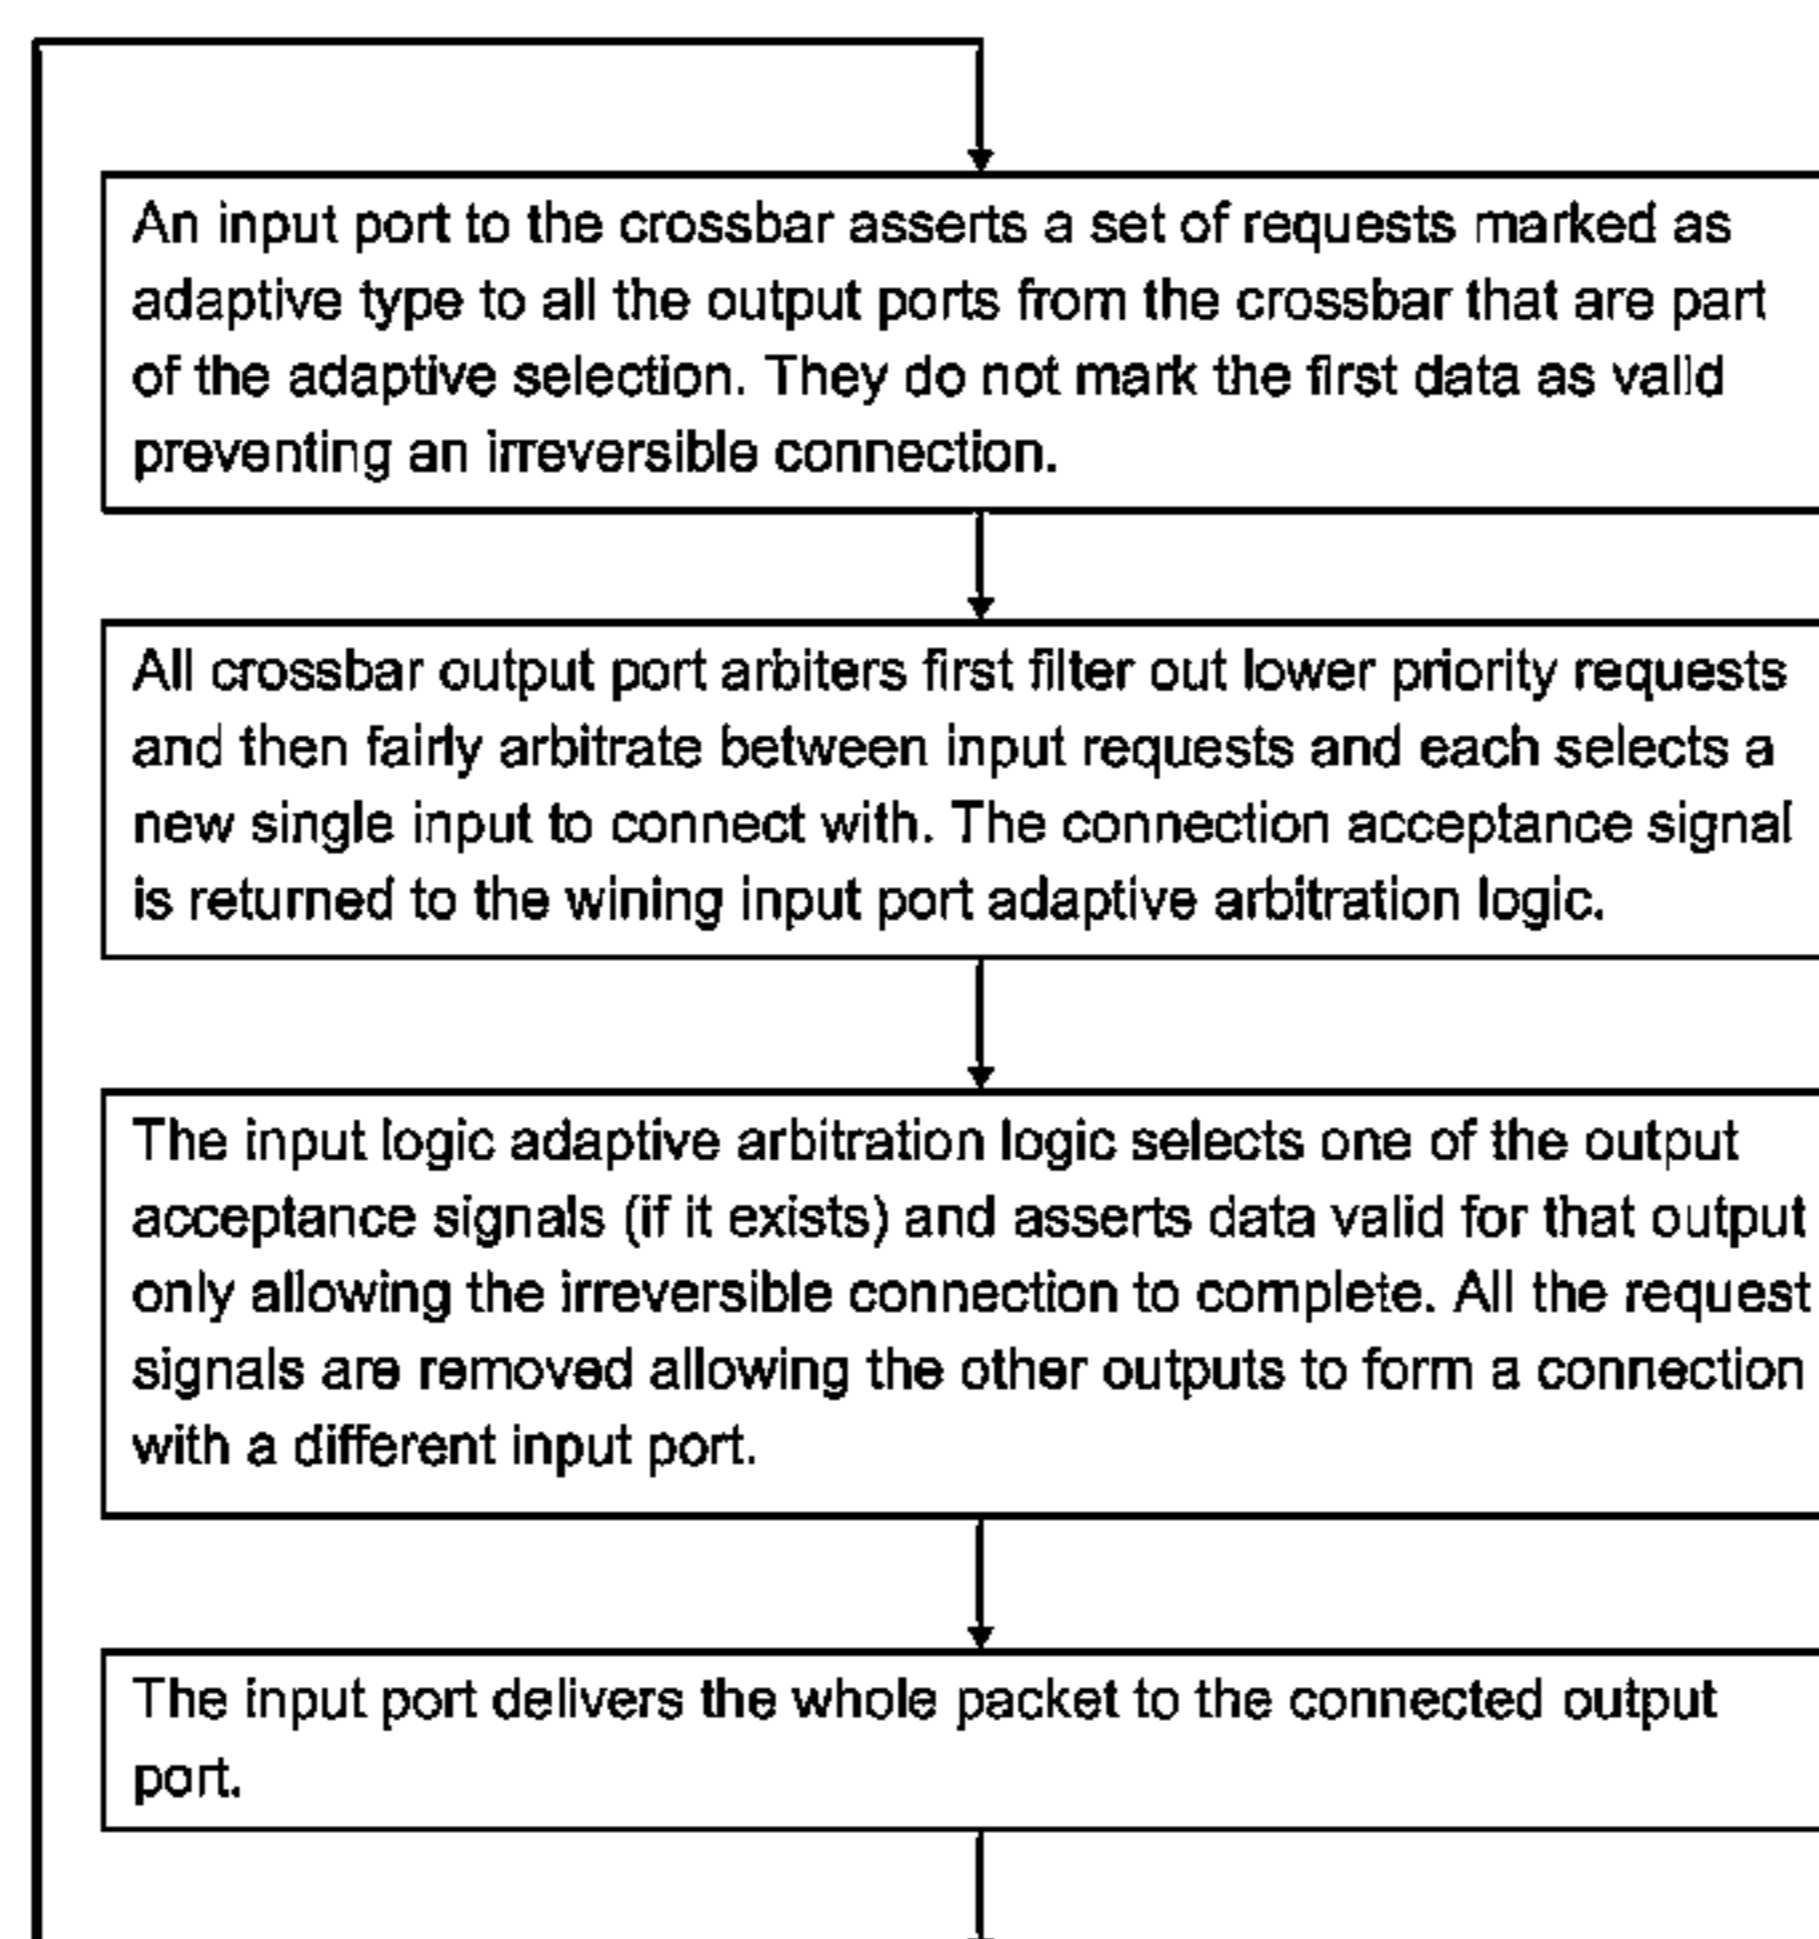 An input port to the crossbar asserts a set of requests marked as
adaptive type to all the output ports from the crossbar that are part
of the adaptive selection. They do not mark the first data as valid
preventing an irreversible connection.
All crossbar output port arbiters first filter out lower priority requests
and then fairly arbitrate between input requests and each selects a
new single input to connect with. The connection acceptance signal
is returned to the wining input port adaptive arbitration logic.
The input logic adaptive arbitration logic selects one of the output
acceptance signals (if it exists) and asserts data valid for that output
only allowing the irreversible connection to complete. All the request
signals are removed allowing the other outputs to form a connection
with a different input port.
The input port delivers the whole packet to the connected output
port.